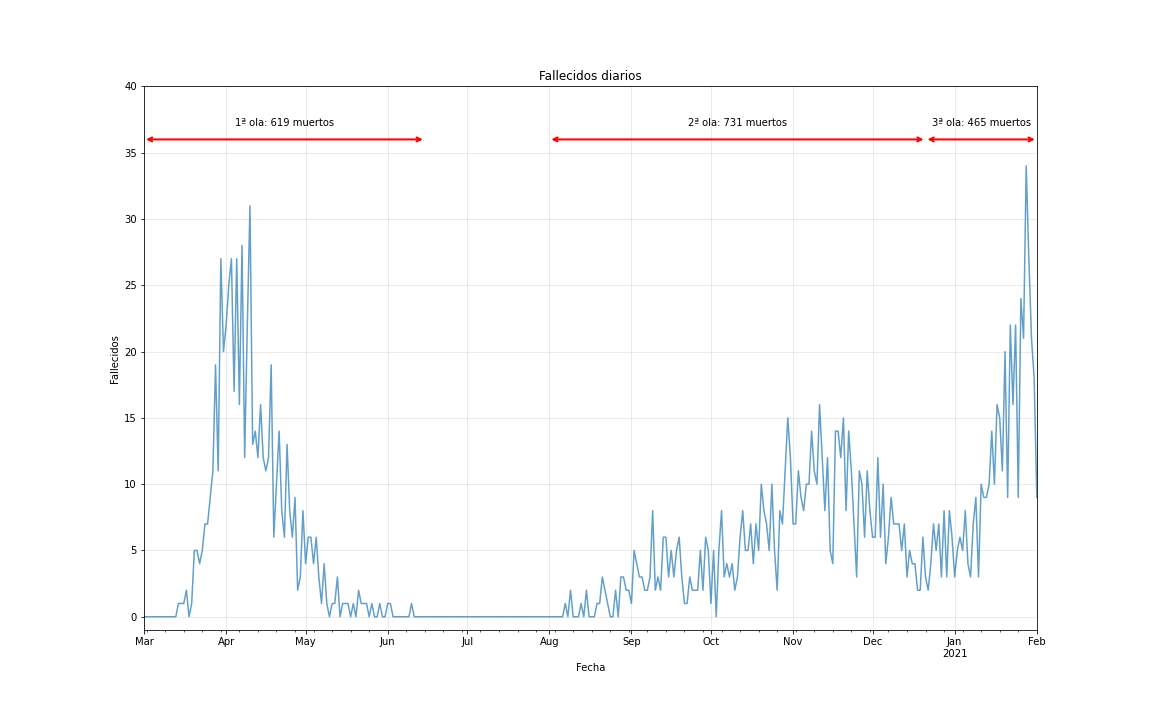 Fallecidos diarios
40
1ª ola: 619 muertos
2ª ola: 731 muertos
3ª ola: 465 muertos
35
30
25
20
15
10
5
0
Fallecidos
Mar
Apr
May
Jun
Jul
Aug
Sep
Oct
Nov
Dec
Jan
2021
Feb
Fecha